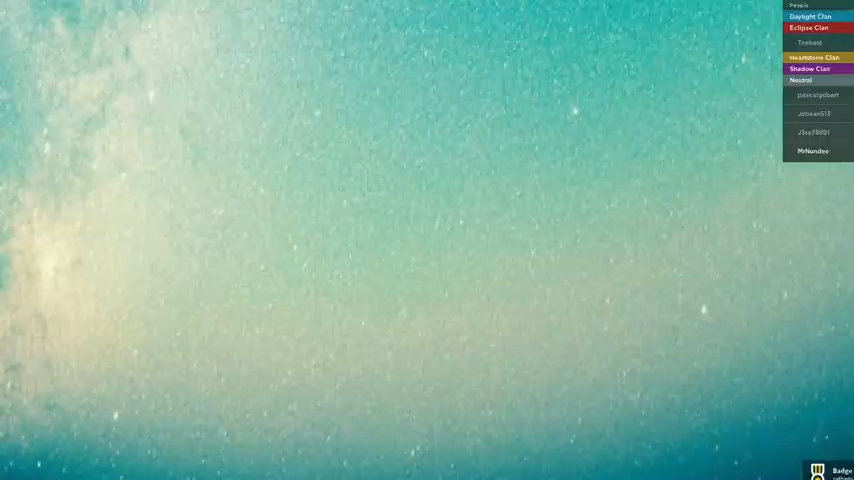 People
Daylight Clan
Eclipse Clan
Thebest
Heartstone Clan
Shadow Clan
Neutral
pascalgilbert
MrNundee
Badge